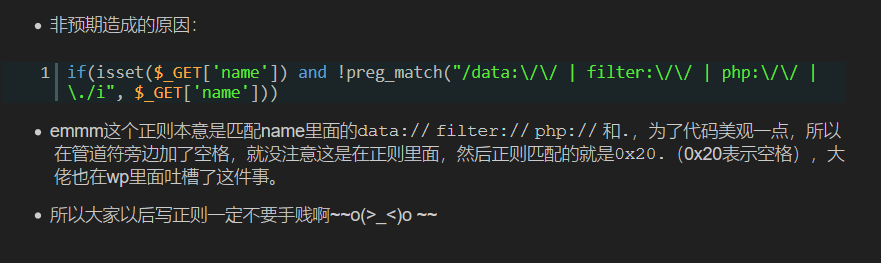 非预期造成的原因：
1 if(isset($_GET['name']) and !preg_match("/data:\/\/ | filter:\/\/ | php:\/\/ |
\./i", $_GET['name']))
emmm这个正则本意是匹配name里面的data:// filter:// php:// 和.，为了代码美观一点，所以
在管道符旁边加了空格，就没注意这是在正则里面，然后正则匹配的就是0x20.（0x20表示空格），大
佬也在wp里面吐槽了这件事。
所以大家以后写正则一定不要手贱啊~~o(>_<)o ~~